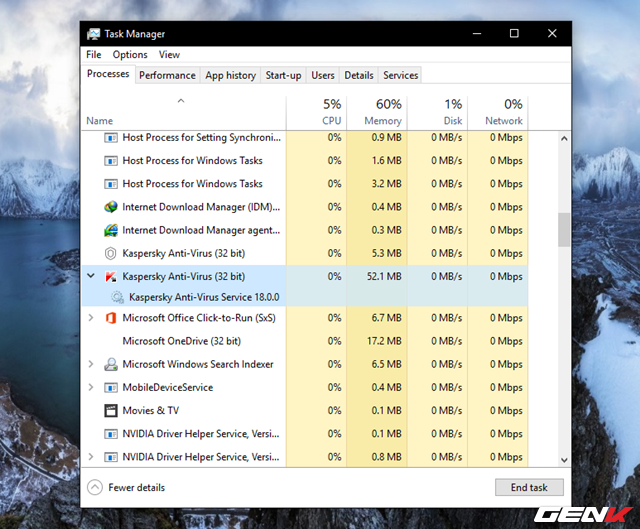 Task Manager
File Options View
Processes Performance App history Start-up Users Details Services
5% 60% 1% 0%
Name CPU Memory Disk Network
Host Process for Setting Synchroni... 0% 0.9 MB 0 MB/s 0 Mbps
Host Process for Windows Tasks 0% 1.6 MB 0 MB/s 0 Mbps
Host Process for Windows Tasks 0% 3.2 MB 0 MB/s 0 Mbps
Internet Download Manager (IDM)... 0% 0.4 MB 0 MB/s 0 Mbps
Internet Download Manager agent... 0% 0.3 MB 0 MB/s 0 Mbps
Kaspersky Anti-Virus (32 bit) 0% 5.3 MB 0 MB/s 0 Mbps
Kaspersky Anti-Virus (32 bit) 0% 52.1 MB 0 MB/s 0 Mbps
Kaspersky Anti-Virus Service 18.0.0
Microsoft Office Click-to-Run (SxS) 0% 6.7 MB 0 MB/s 0 Mbps
Microsoft OneDrive (32 bit) 0% 17.2 MB 0 MB/s 0 Mbps
Microsoft Windows Search Indexer 0% 6.5 MB 0 MB/s 0 Mbps
MobileDeviceService 0% 0.4 MB 0 MB/s 0 Mbps
Movies & TV 0% 0.1 MB 0 MB/s 0 Mbps
NVIDIA Driver Helper Service, Versi... 0% 0.1 MB 0 MB/s 0 Mbps
NVIDIA Driver Helper Service, Versi... 0% 0.8 MB 0 MB/s 0 Mbps
Fewer details End task
GENK